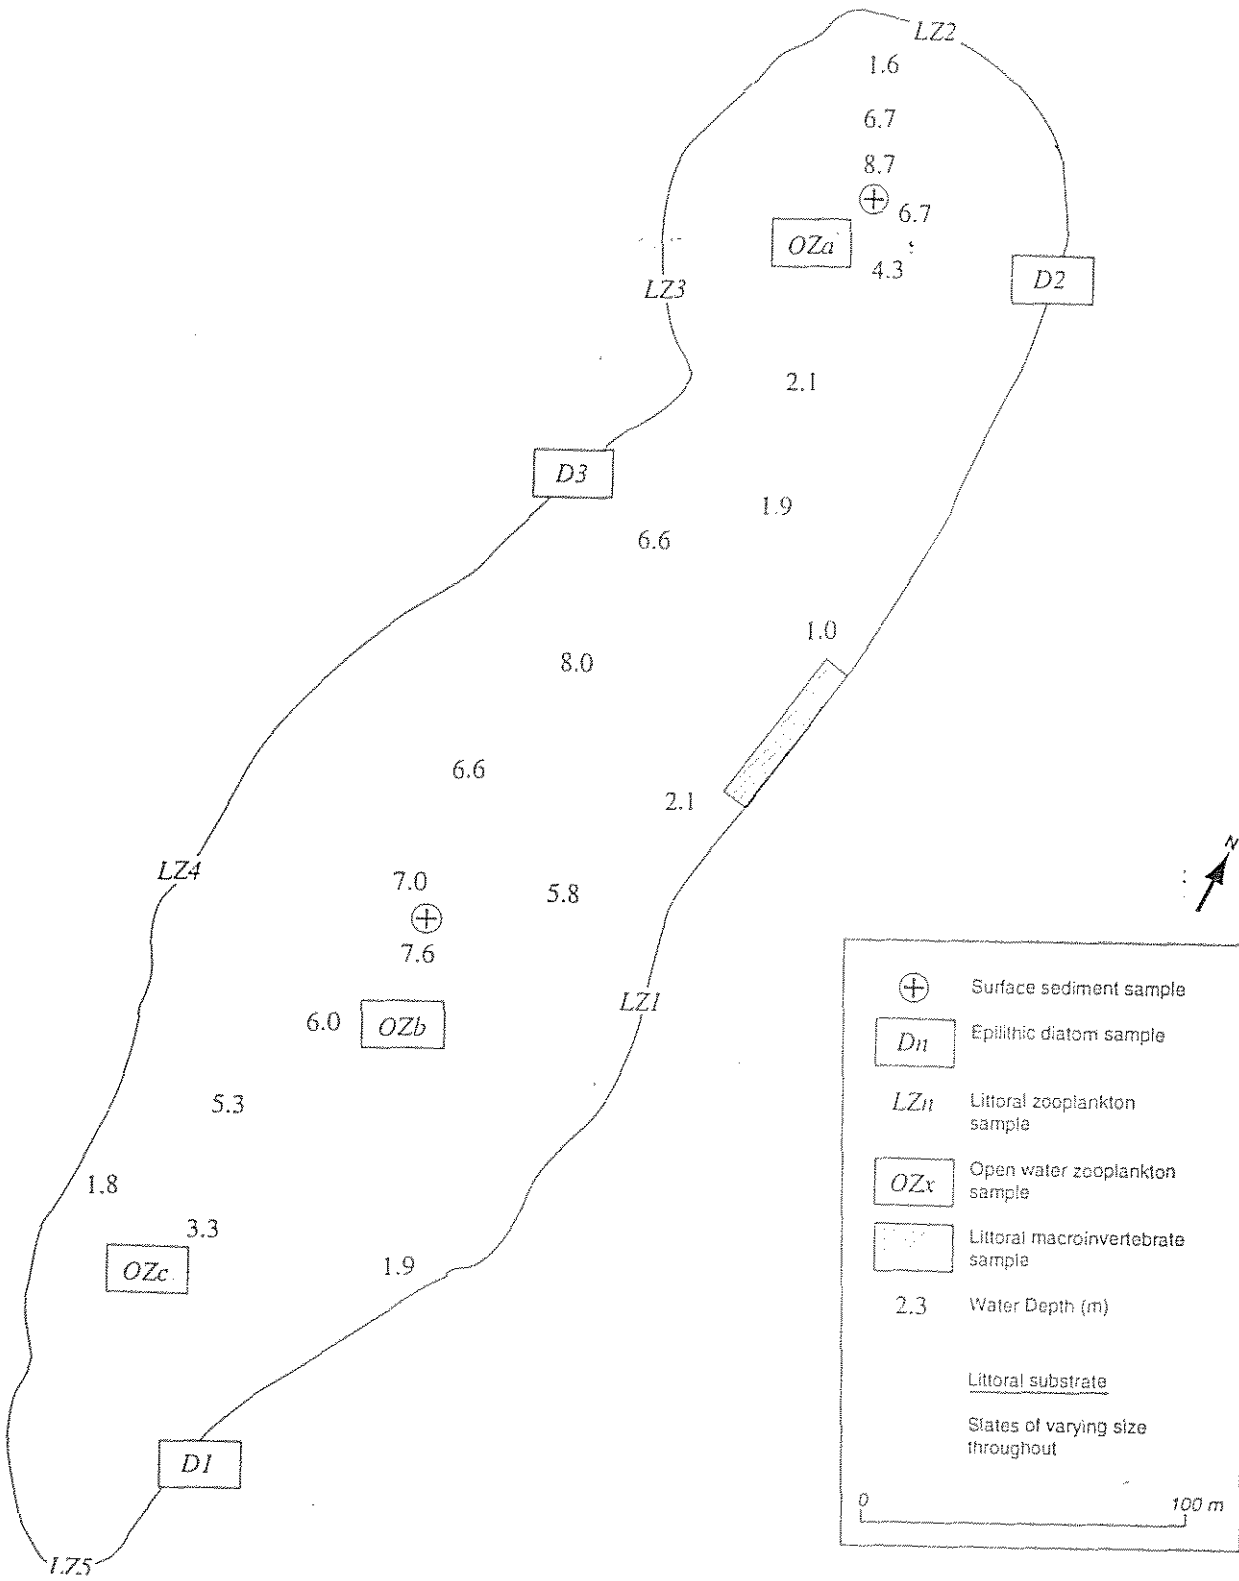 LZ2
1.6
6.7
8.7
6.7
OZa
4.3
D2
LZ3
2.1
D3
1.9
6.6
1.0
8.0
6.6
2.1
N
LZ4
7.0
5.8
7.6
LZ1
6.0
OZb
5.3
1.8
3.3
OZc
1.9
D1
LZ5
Surface sediment sample
Dn
Epilithic diatom sample
LZn
Littoral zooplankton
sample
OZx
Open water zooplankton
sample
Littoral macroinvertebrate
sample
2.3
Water Depth (m)
Littoral substrate
Slates of varying size
throughout
0
100 m